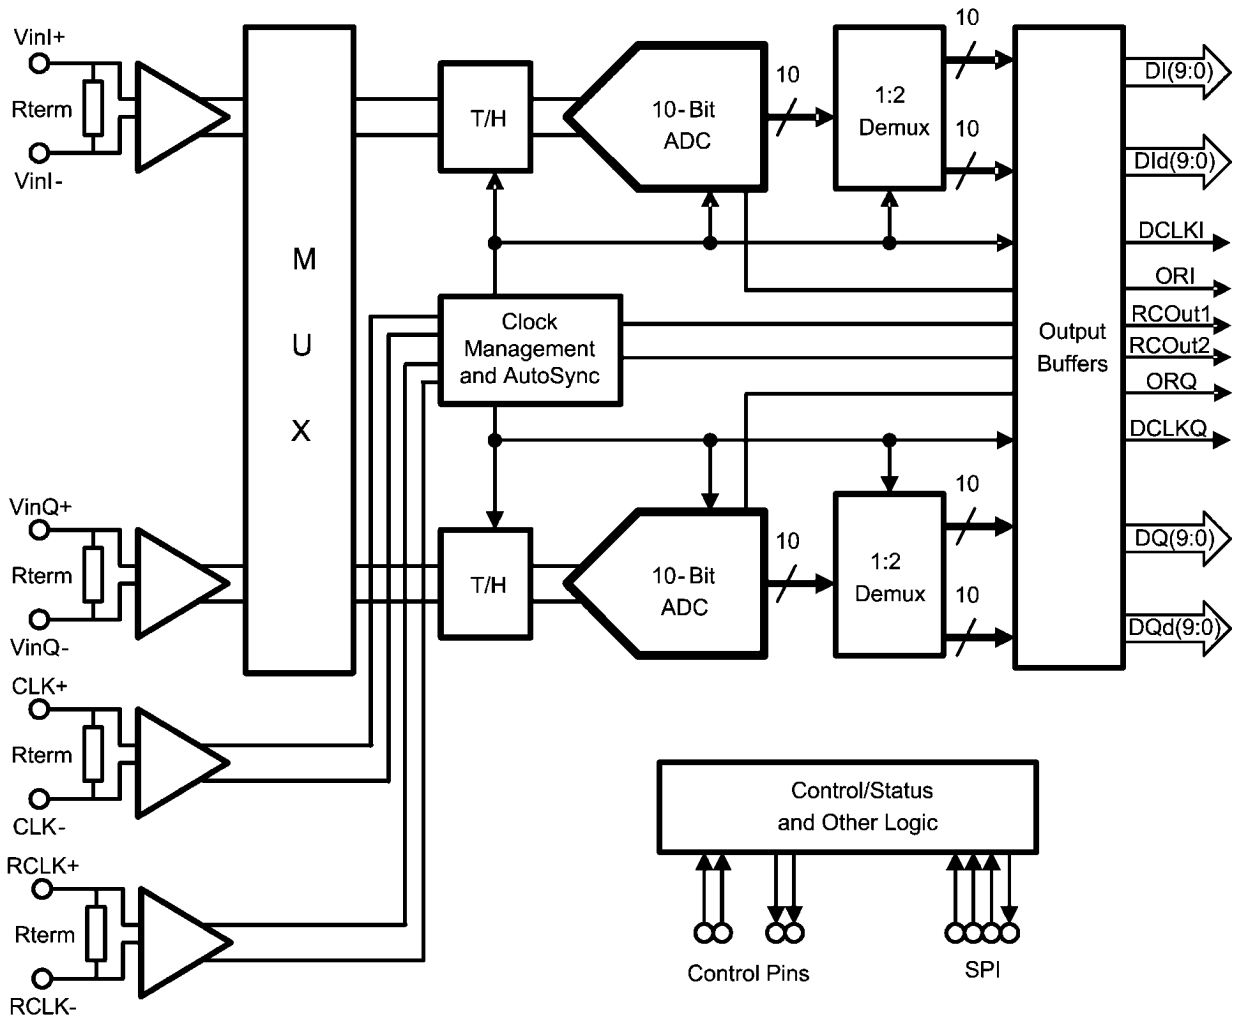 VinI+
Rterm
VinI-
T/H
10-Bit
ADC
10
1:2
Demux
10
10
DI(9:0)
DId(9:0)
M
U
X
Clock
Management
and AutoSync
Output
Buffers
DCLKI
ORI
RCOut1
RCOut2
ORQ
DCLKQ
VinQ+
Rterm
VinQ-
T/H
10-Bit
ADC
10
1:2
Demux
10
10
DQ(9:0)
DQd(9:0)
CLK+
Rterm
CLK-
RCLK+
Rterm
RCLK-
Control/Status
and Other Logic
Control Pins
SPI